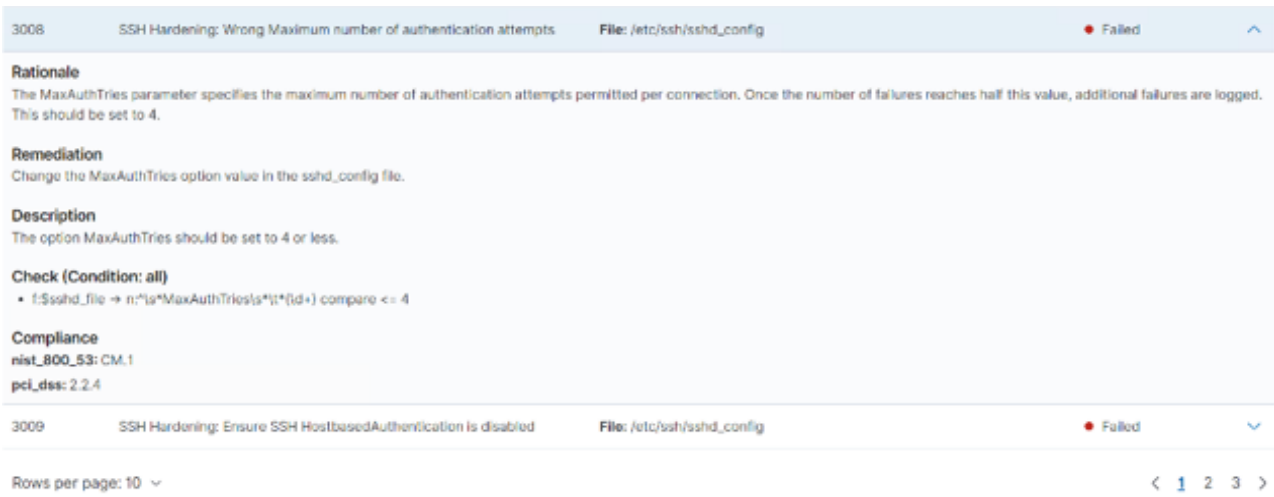 3008 SSH Hardening: Wrong Maximum number of authentication attempts File: /etc/ssh/sshd_config Failed
Rationale
The MaxAuthTries parameter specifies the maximum number of authentication attempts permitted per connection. Once the number of failures reaches half this value, additional failures are logged.
This should be set to 4.
Remediation
Change the MaxAuthTries option value in the sshd_config file.
Description
The option MaxAuthTries should be set to 4 or less.
Check (Condition: all)
• f:$sshd_file → n:^\s*MaxAuthTries\s*\t*(\d+) compare <= 4
Compliance
nist_800_53: CM.1
pci_dss: 2.2.4
3009 SSH Hardening: Ensure SSH HostbasedAuthentication is disabled File: /etc/ssh/sshd_config Failed
Rows per page: 10 < 1 2 3 >